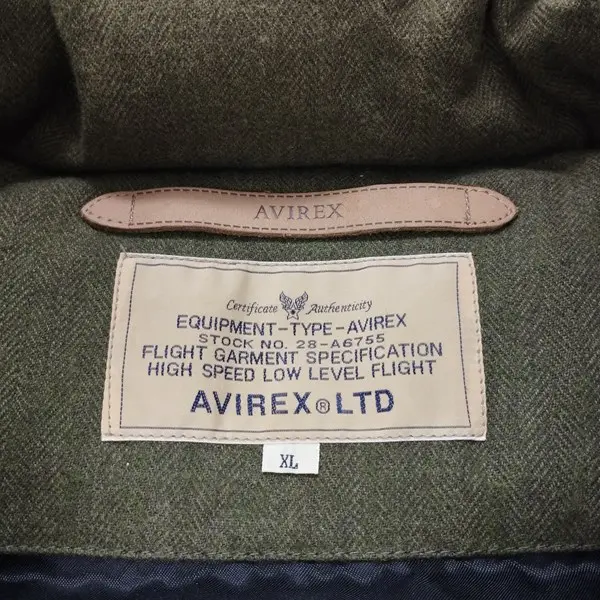 AVIREX
Certificate Authenticity
EQUIPMENT-TYPE-AVIREX
STOCK NO. 28-A6755
FLIGHT GARMENT SPECIFICATION
HIGH SPEED LOW LEVEL FLIGHT
AVIREX® LTD
XL